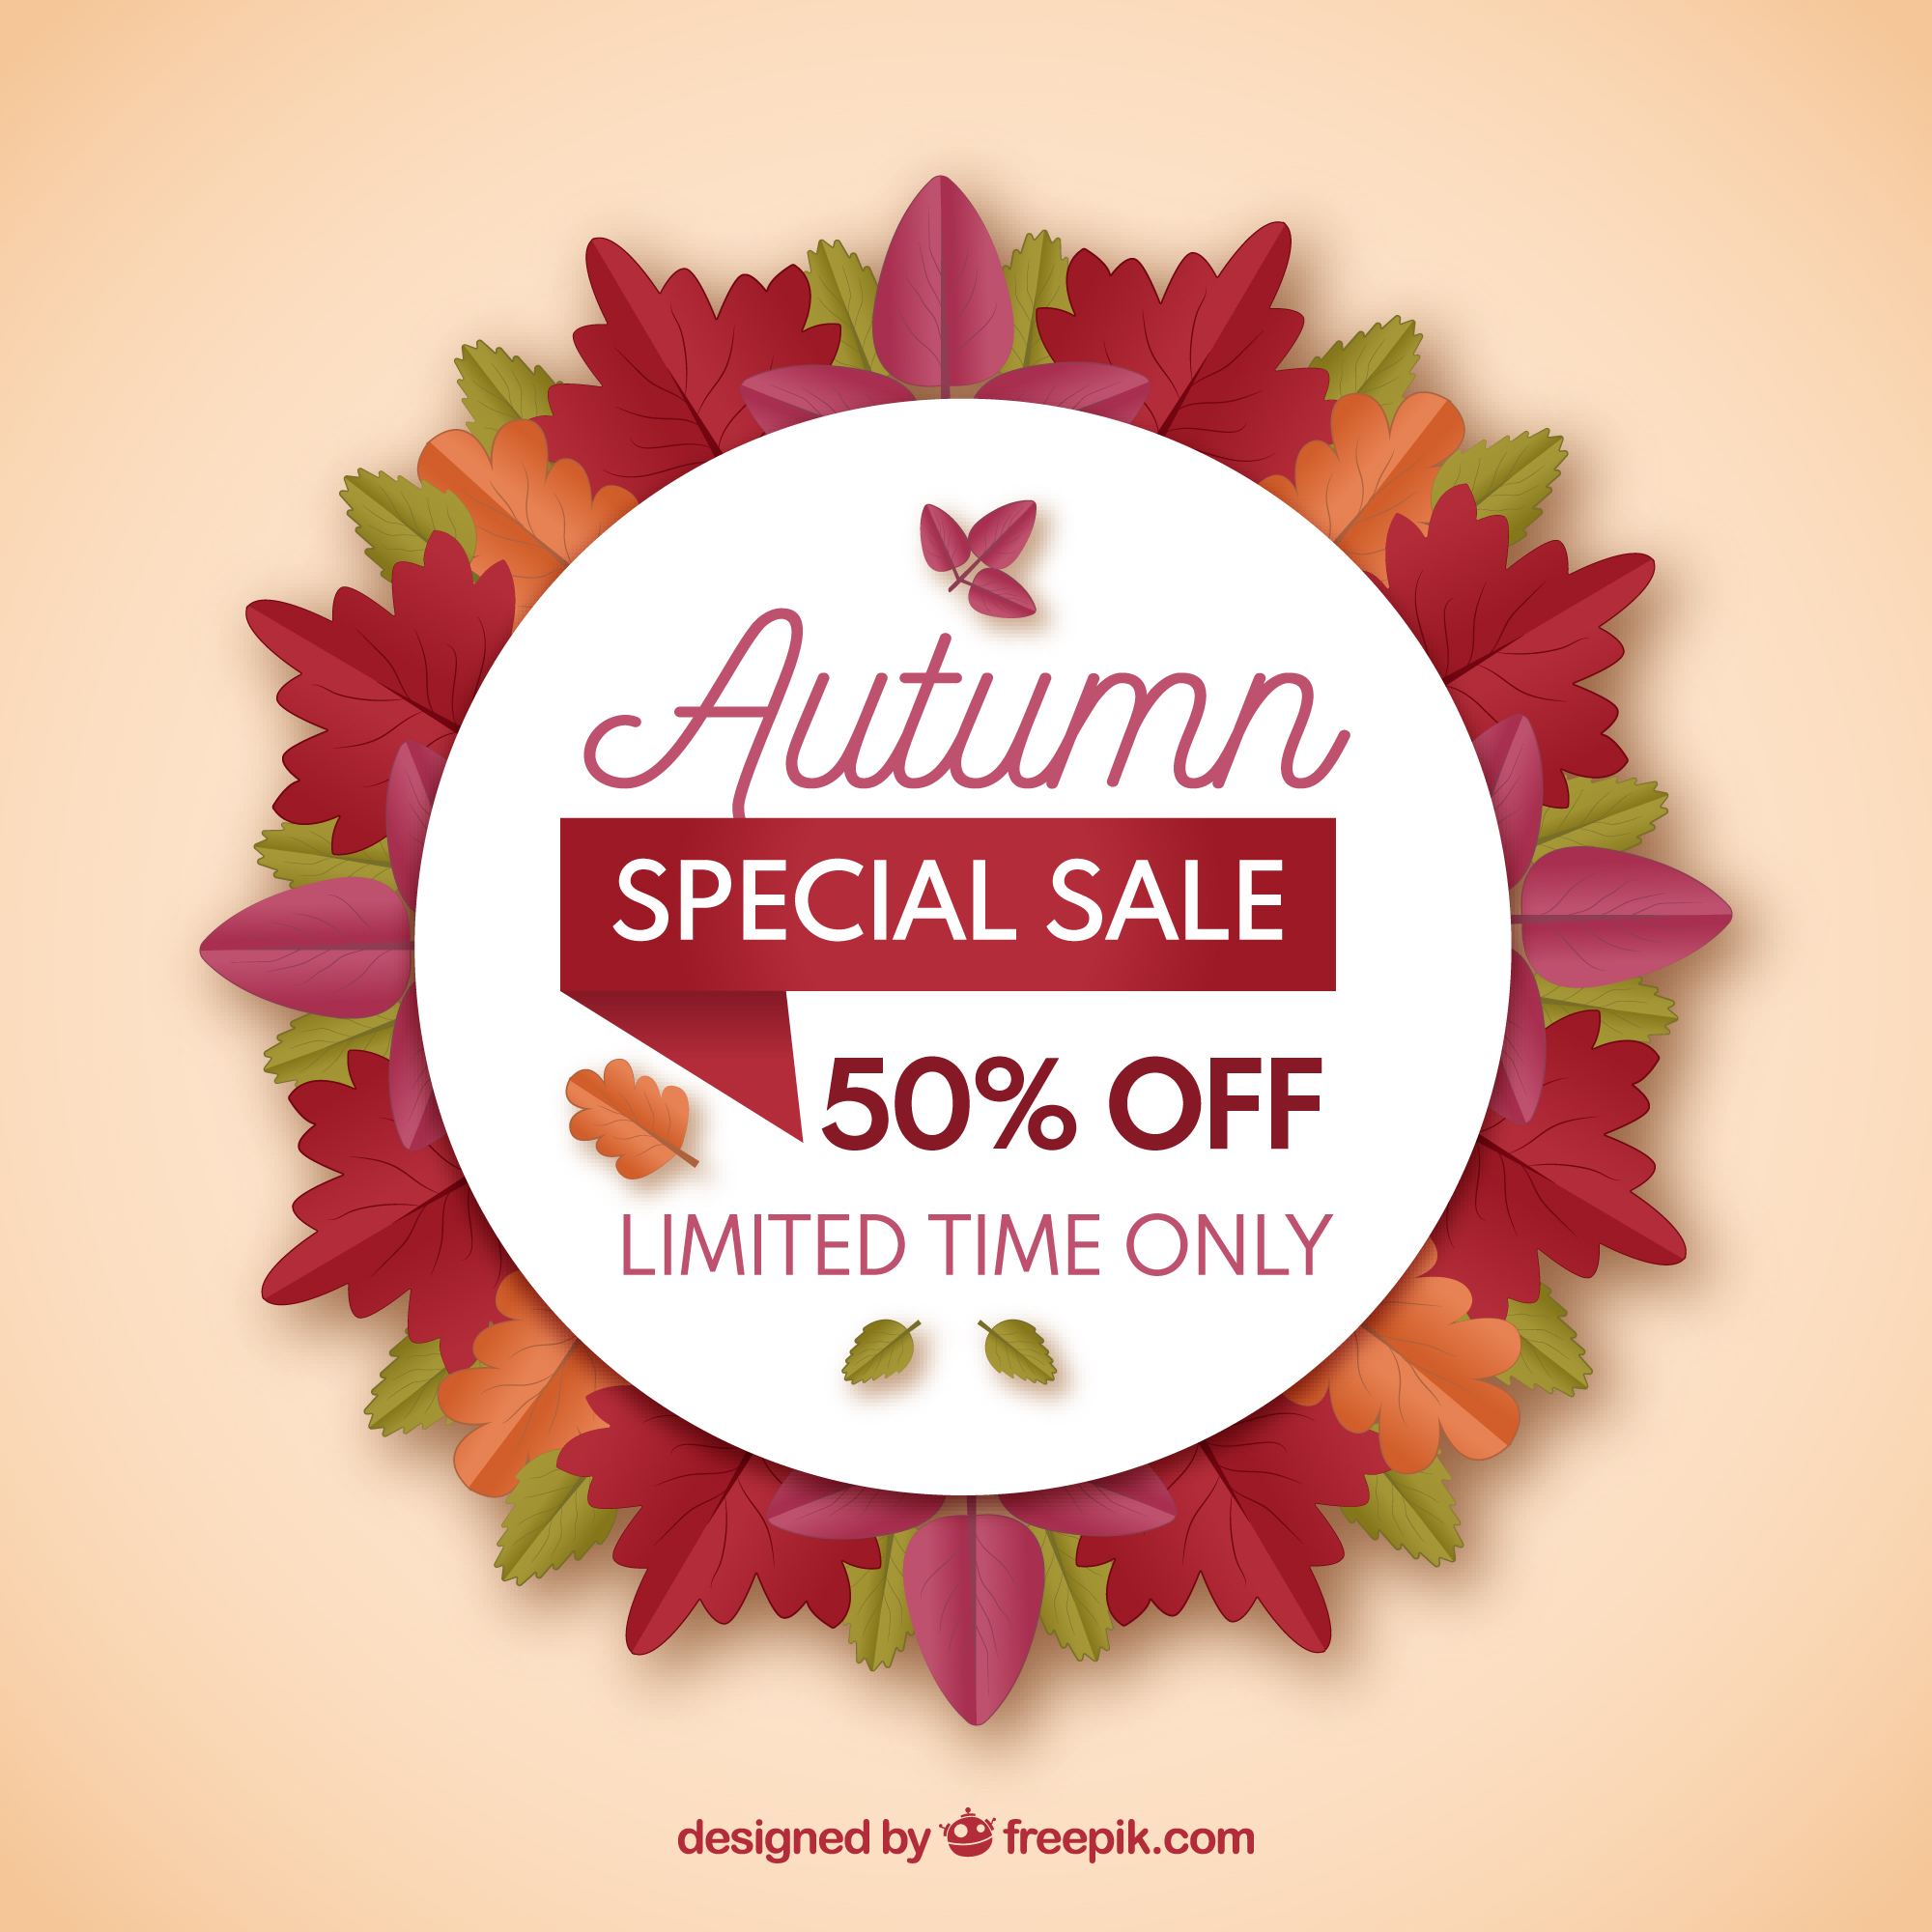 Autumn
SPECIAL SALE
50% OFF
LIMITED TIME ONLY
designed by freepik.com